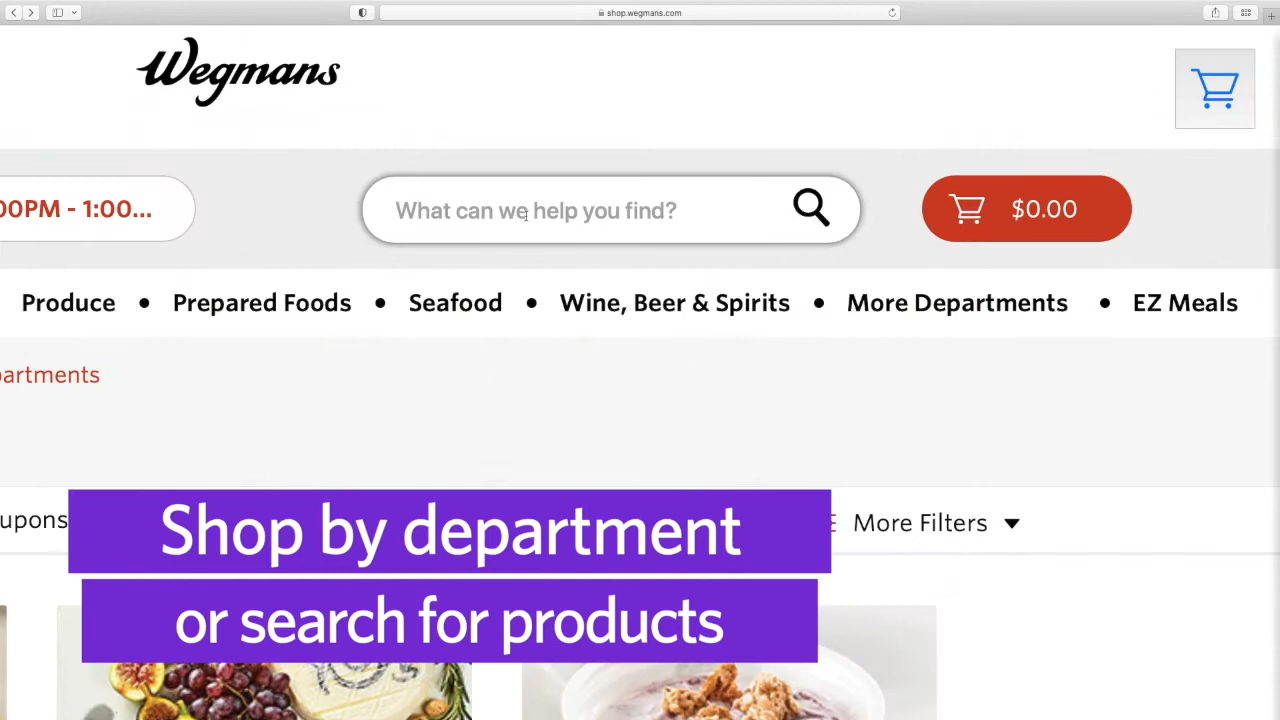 shop.wegmans.com
Wegmans
00PM - 1:00...
What can we help you find?
$0.00
Produce • Prepared Foods • Seafood • Wine, Beer & Spirits • More Departments • EZ Meals
partments
upons
More Filters
Shop by department
or search for products